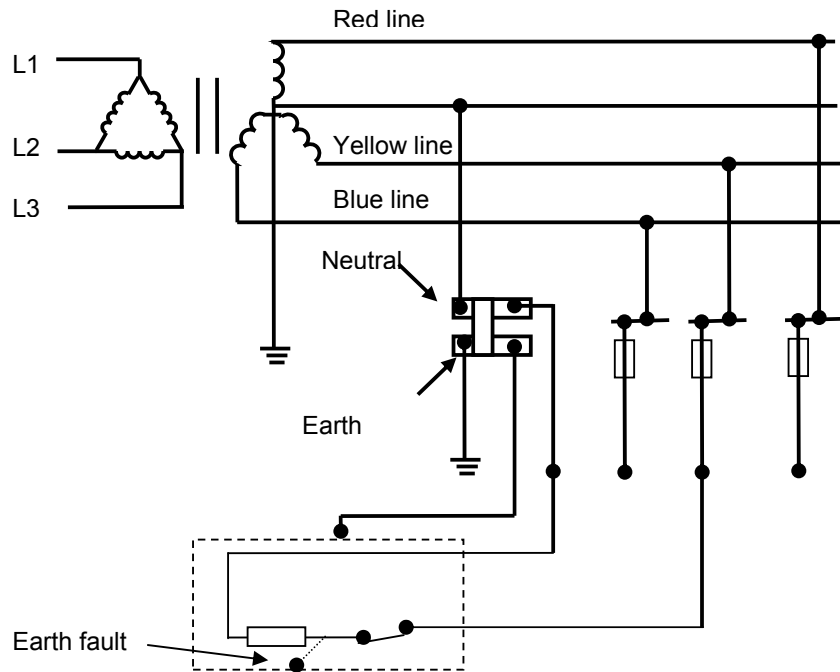 Red line
L1
L2
Yellow line
L3
Blue line
Neutral
Earth
Earth fault